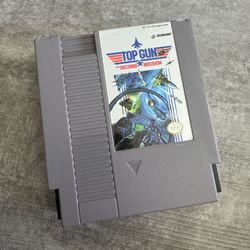 KONAMI
TOP GUN
THE SECOND MISSION